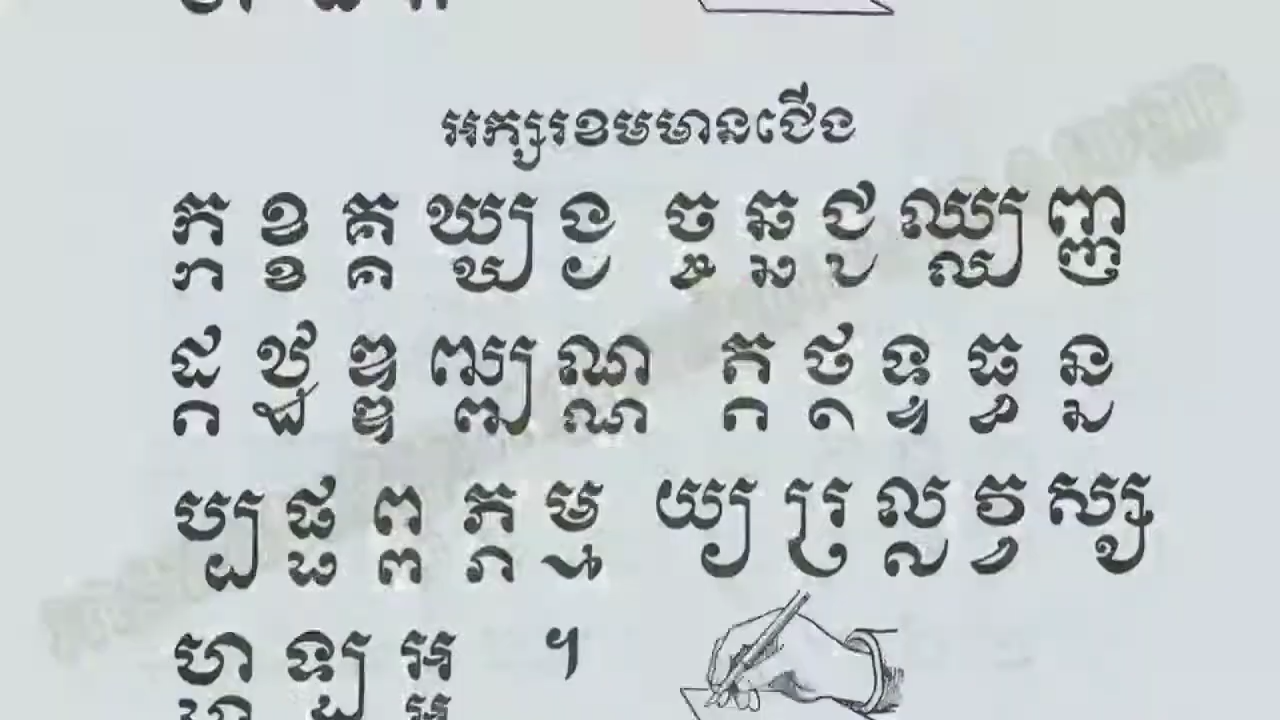 អក្សរខមមានជើង
ក្ក ខ្ខ គ្គ ឃ្ឃ ង្ង ច្ច ឆ្ឆ ជ្ជ ឈ្ឈ ញ្ញ
ដ្ដ ឋ្ឋ ឌ្ឌ ឍ្ឍ ណ្ណ ត្ត ថ្ថ ទ្ទ ធ្ធ ន្ន
ប្ប ផ្ផ ព្ព ភ្ភ ម្ម យ្យ រ្រ ល្ល វ្វ ស្ស
ហ្ហ ឡ្ឡ អ្អ ។